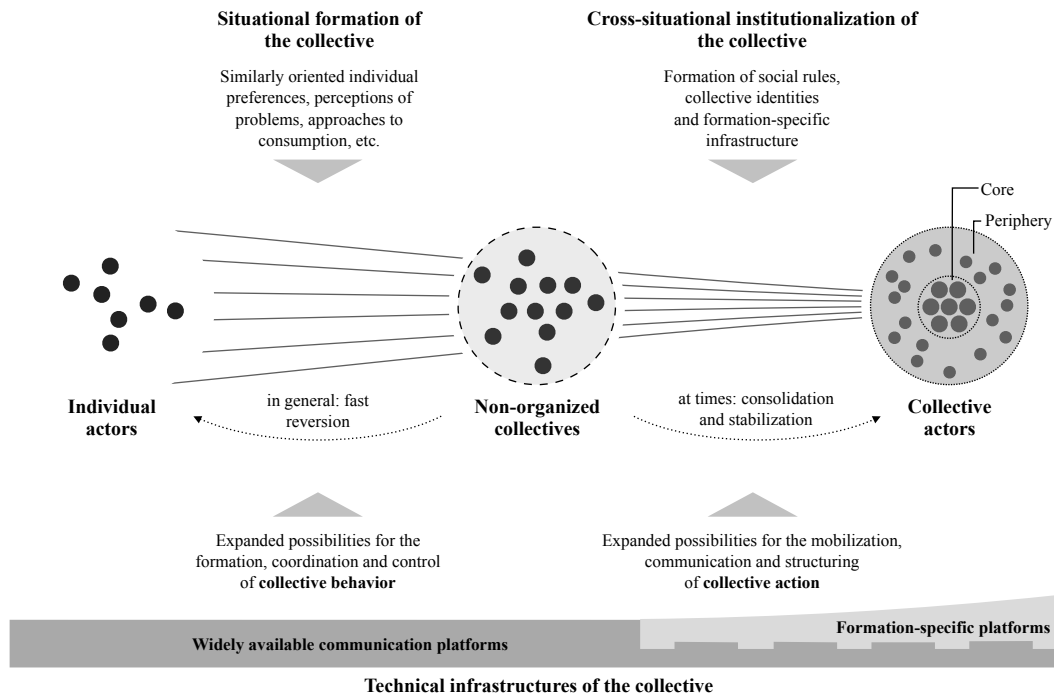 Situational formation of
the collective
Similarly oriented individual
preferences, perceptions of
problems, approaches to
consumption, etc.
Cross-situational institutionalization of
the collective
Formation of social rules,
collective identities
and formation-specific
infrastructure
Core
Periphery
Individual
actors
in general: fast
reversion
Non-organized
collectives
at times: consolidation
and stabilization
Collective
actors
Expanded possibilities for the
formation, coordination and control
of collective behavior
Expanded possibilities for the mobilization,
communication and structuring
of collective action
Widely available communication platforms
Formation-specific platforms
Technical infrastructures of the collective